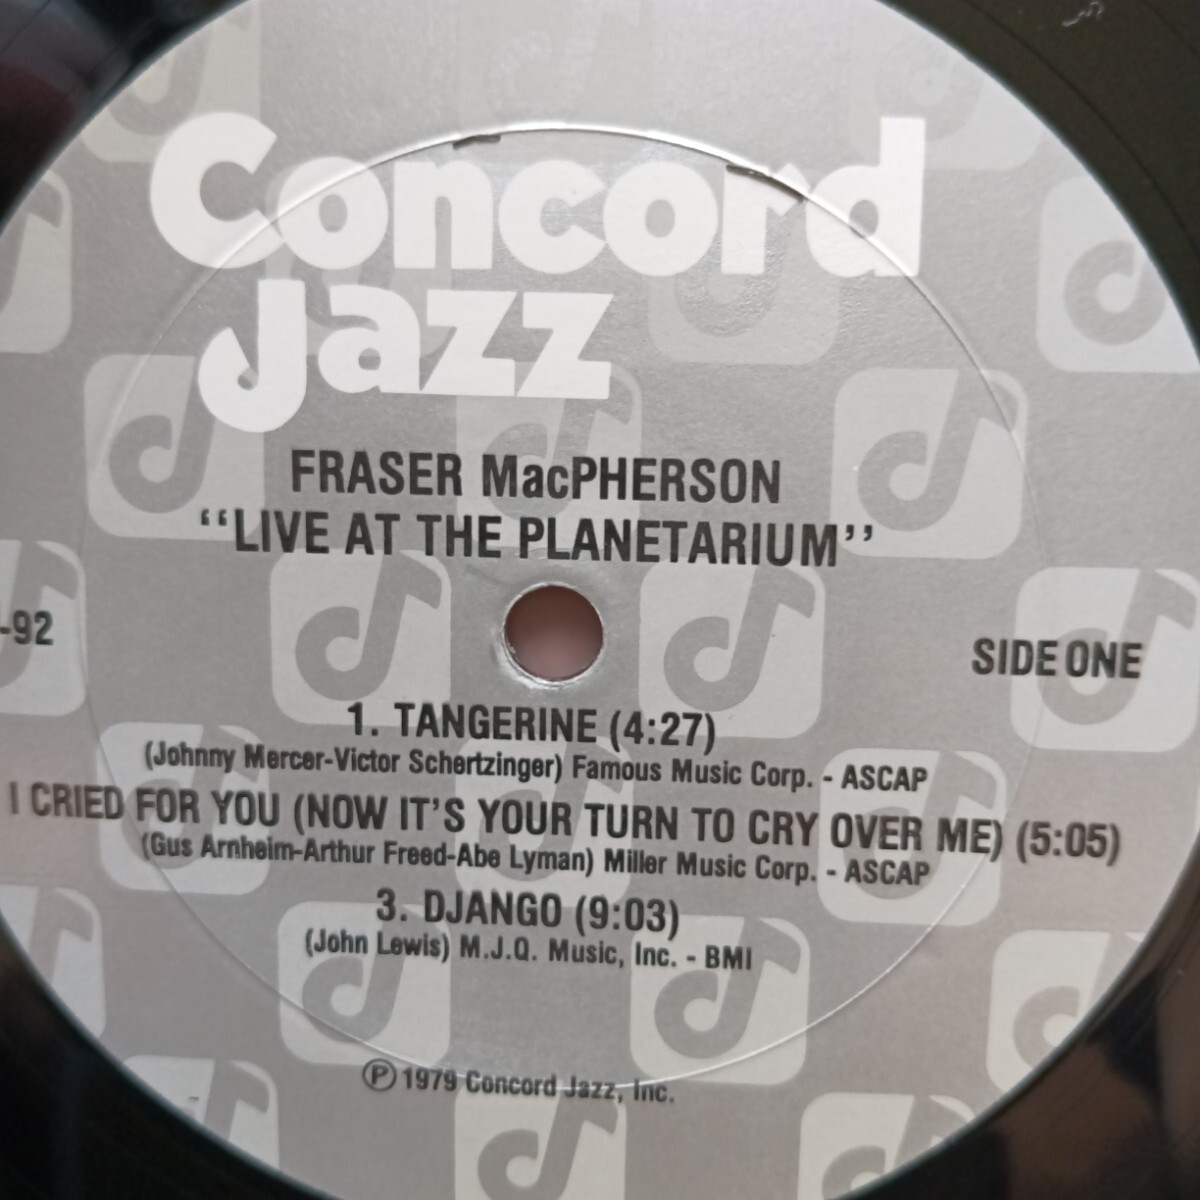 Concord
Jazz
FRASER MacPHERSON
“LIVE AT THE PLANETARIUM”
-92
SIDE ONE
1. TANGERINE (4:27)
(Johnny Mercer-Victor Schertzinger) Famous Music Corp. - ASCAP
I CRIED FOR YOU (NOW IT'S YOUR TURN TO CRY OVER ME) (5:05)
(Gus Arnheim-Arthur Freed-Abe Lyman) Miller Music Corp. - ASCAP
3. DJANGO (9:03)
(John Lewis) M.J.Q. Music, Inc. - BMI
℗ 1979 Concord Jazz, Inc.